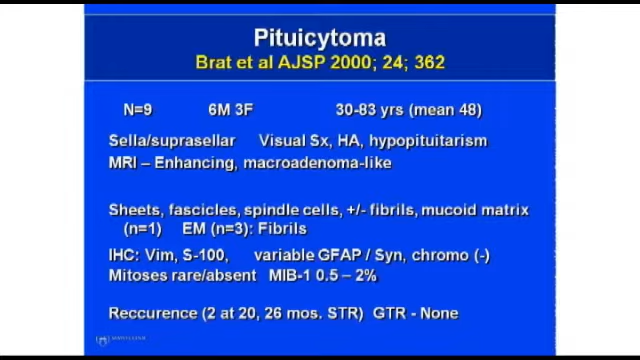 Pituicytoma
Brat et al AJSP 2000; 24; 362
N=9 6M 3F 30-83 yrs (mean 48)
Sella/suprasellar Visual Sx, HA, hypopituitarism
MRI – Enhancing, macroadenoma-like
Sheets, fascicles, spindle cells, +/- fibrils, mucoid matrix
(n=1) EM (n=3): Fibrils
IHC: Vim, S-100, variable GFAP / Syn, chromo (-)
Mitoses rare/absent MIB-1 0.5 – 2%
Reccurence (2 at 20, 26 mos. STR) GTR - None